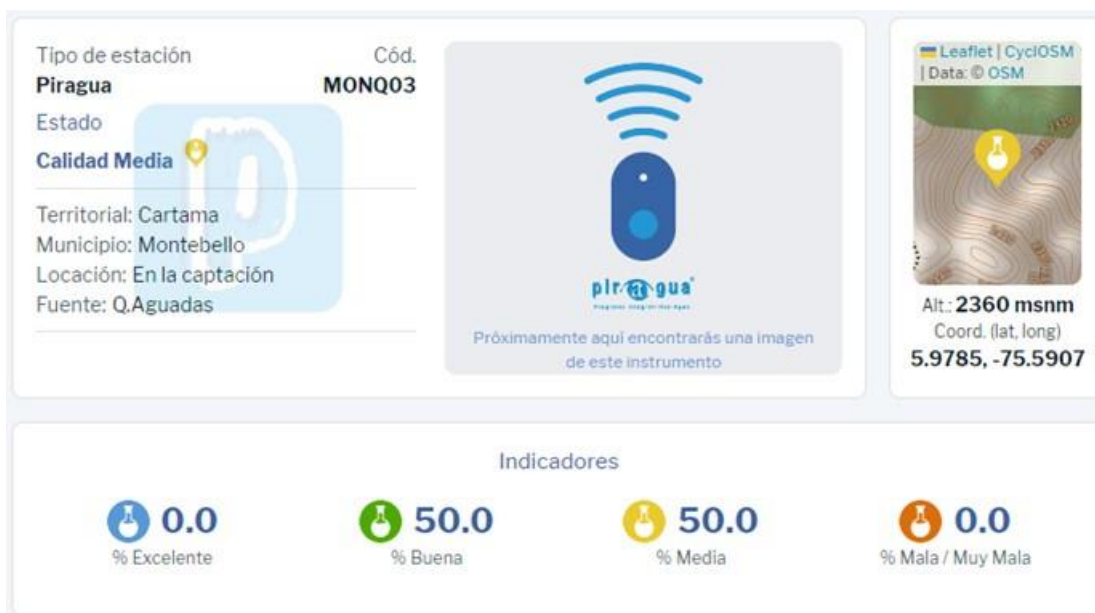 Tipo de estación
Cód.
Piragua
MONQ03
Estado
Calidad Media
Territorial: Cartama
Municipio: Montebello
Locación: En la captación
Fuente: Q.Aguadas
piragua
Próximamente aquí encontrarás una imagen
de este instrumento
Leaflet | CyclOSM
| Data: © OSM
Alt.: 2360 msnm
Coord. (lat, long)
5.9785, -75.5907
Indicadores
0.0
% Excelente
50.0
% Buena
50.0
% Media
0.0
% Mala / Muy Mala